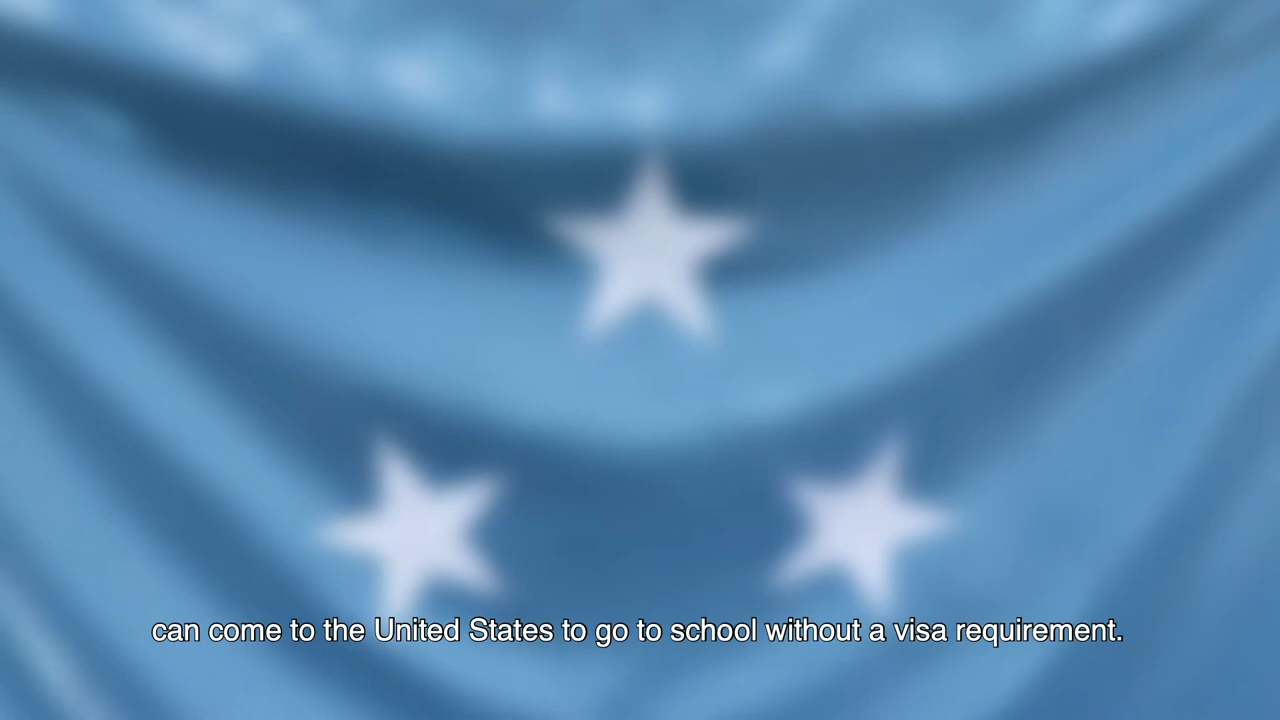 can come to the United States to go to school without a visa requirement.